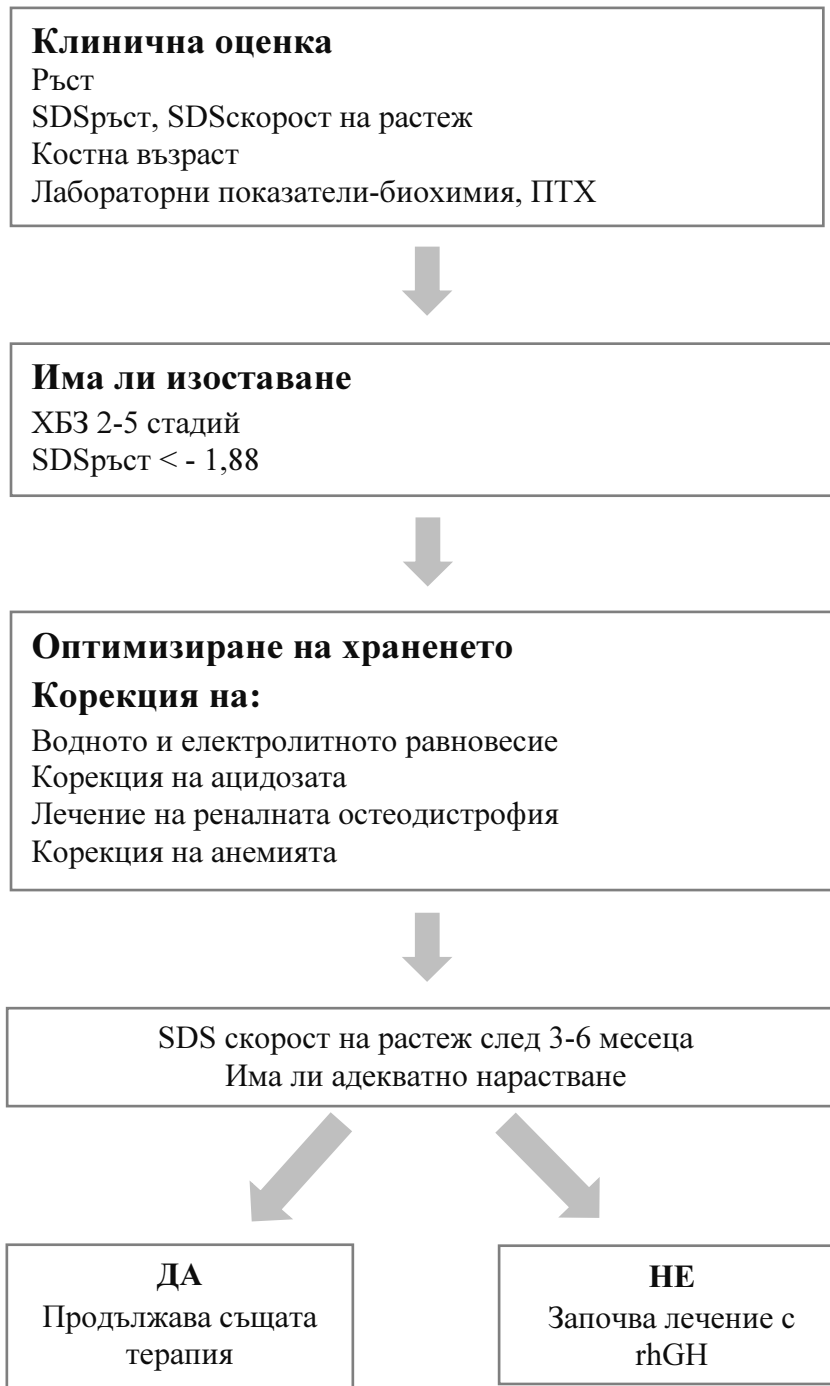 Клинична оценка
Ръст
SDSръст, SDSскорост на растеж
Костна възраст
Лабораторни показатели-биохимия, ПТХ
Има ли изоставане
ХБЗ 2-5 стадий
SDSръст < - 1,88
Оптимизиране на храненето
Корекция на:
Водното и електролитното равновесие
Корекция на ацидозата
Лечение на реналната остеодистрофия
Корекция на анемията
SDS скорост на растеж след 3-6 месеца
Има ли адекватно нарастване
ДА
Продължава същата
терапия
НЕ
Започва лечение с
rhGH